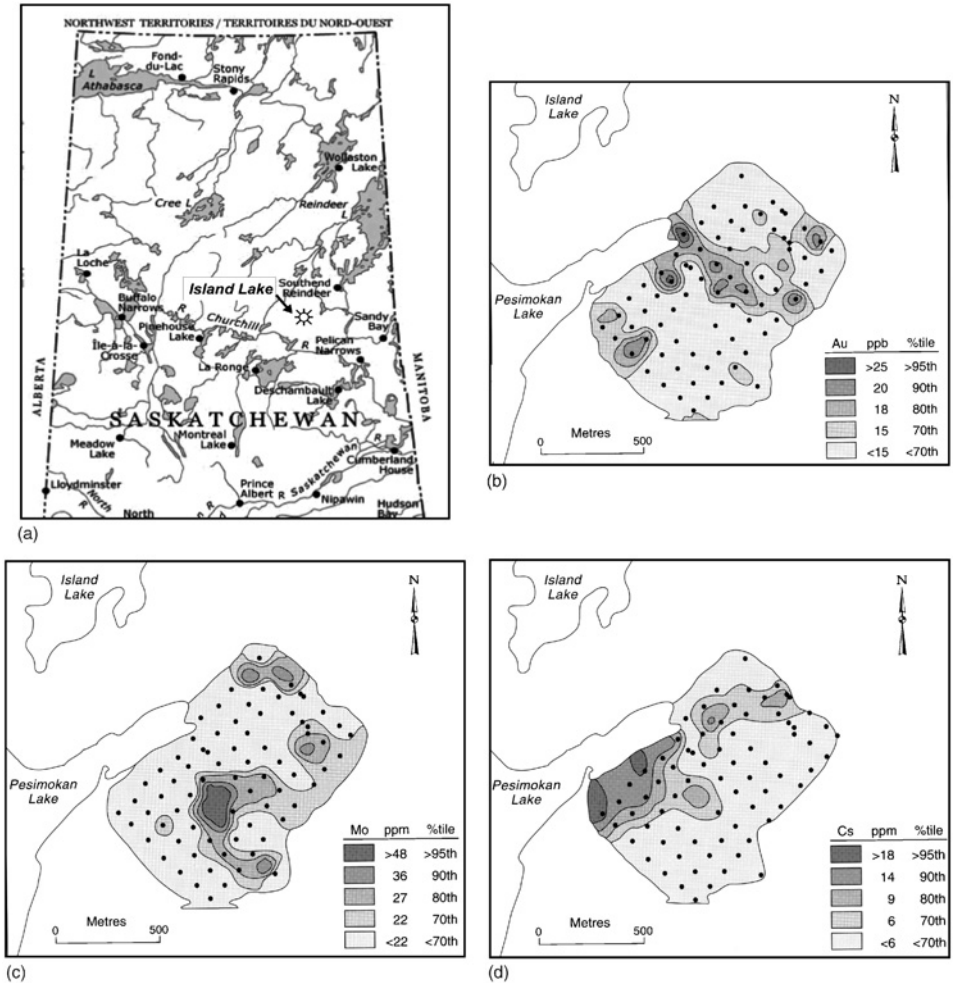 NORTHWEST TERRITORIES / TERRITOIRES DU NORD-OUEST
Fond-
du-Lac
Stony
Rapids
L
Athabasca
Wollaston
Lake
Cree L
Reindeer
L
La
Loche
Island Lake
Southend
Reindeer
Buffalo
Narrows
R
Churchill
Sandy
Bay
Pinehouse
Lake
R
Île-à-la-
Crosse
Pelican
Narrows
La Ronge
ALBERTA
MANITOBA
Deschambault
Lake
SASKATCHEWAN
Meadow
Lake
Montreal
Lake
R
Saskatchewan
Cumberland
House
Lloydminster
North
R
Prince
Albert
R
Nipawin
North
R
Hudson
Bay
(a)
Island
Lake
N
Pesimokan
Lake
Au ppb %tile
>25 >95th
20 90th
18 80th
15 70th
<15 <70th
Metres
0 500
(b)
Island
Lake
N
Pesimokan
Lake
Mo ppm %tile
>48 >95th
36 90th
27 80th
22 70th
<22 <70th
Metres
0 500
(c)
Island
Lake
N
Pesimokan
Lake
Cs ppm %tile
>18 >95th
14 90th
9 80th
6 70th
<6 <70th
Metres
0 500
(d)